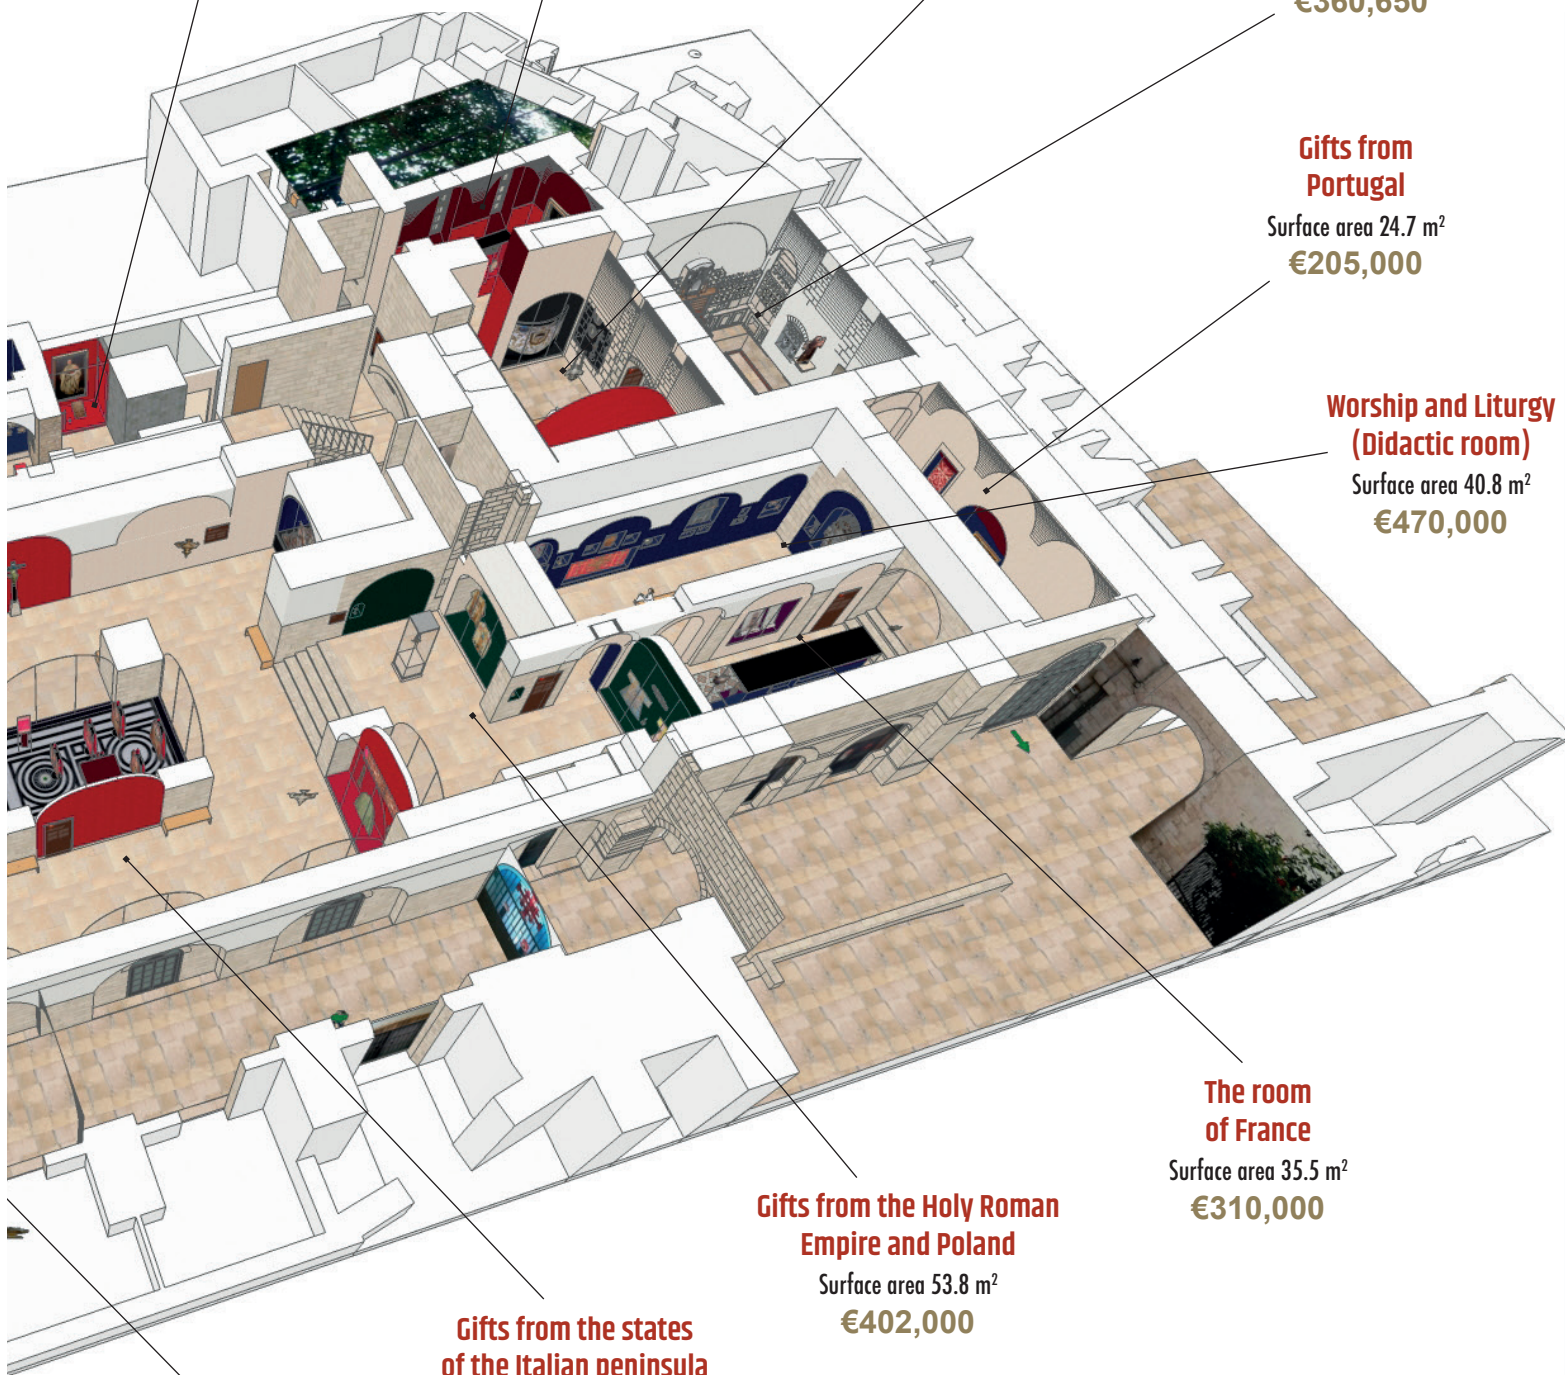 €360,650
Gifts from
Portugal
Surface area 24.7 m²
€205,000
Worship and Liturgy
(Didactic room)
Surface area 40.8 m²
€470,000
The room
of France
Surface area 35.5 m²
€310,000
Gifts from the Holy Roman
Empire and Poland
Surface area 53.8 m²
€402,000
Gifts from the states
of the Italian peninsula